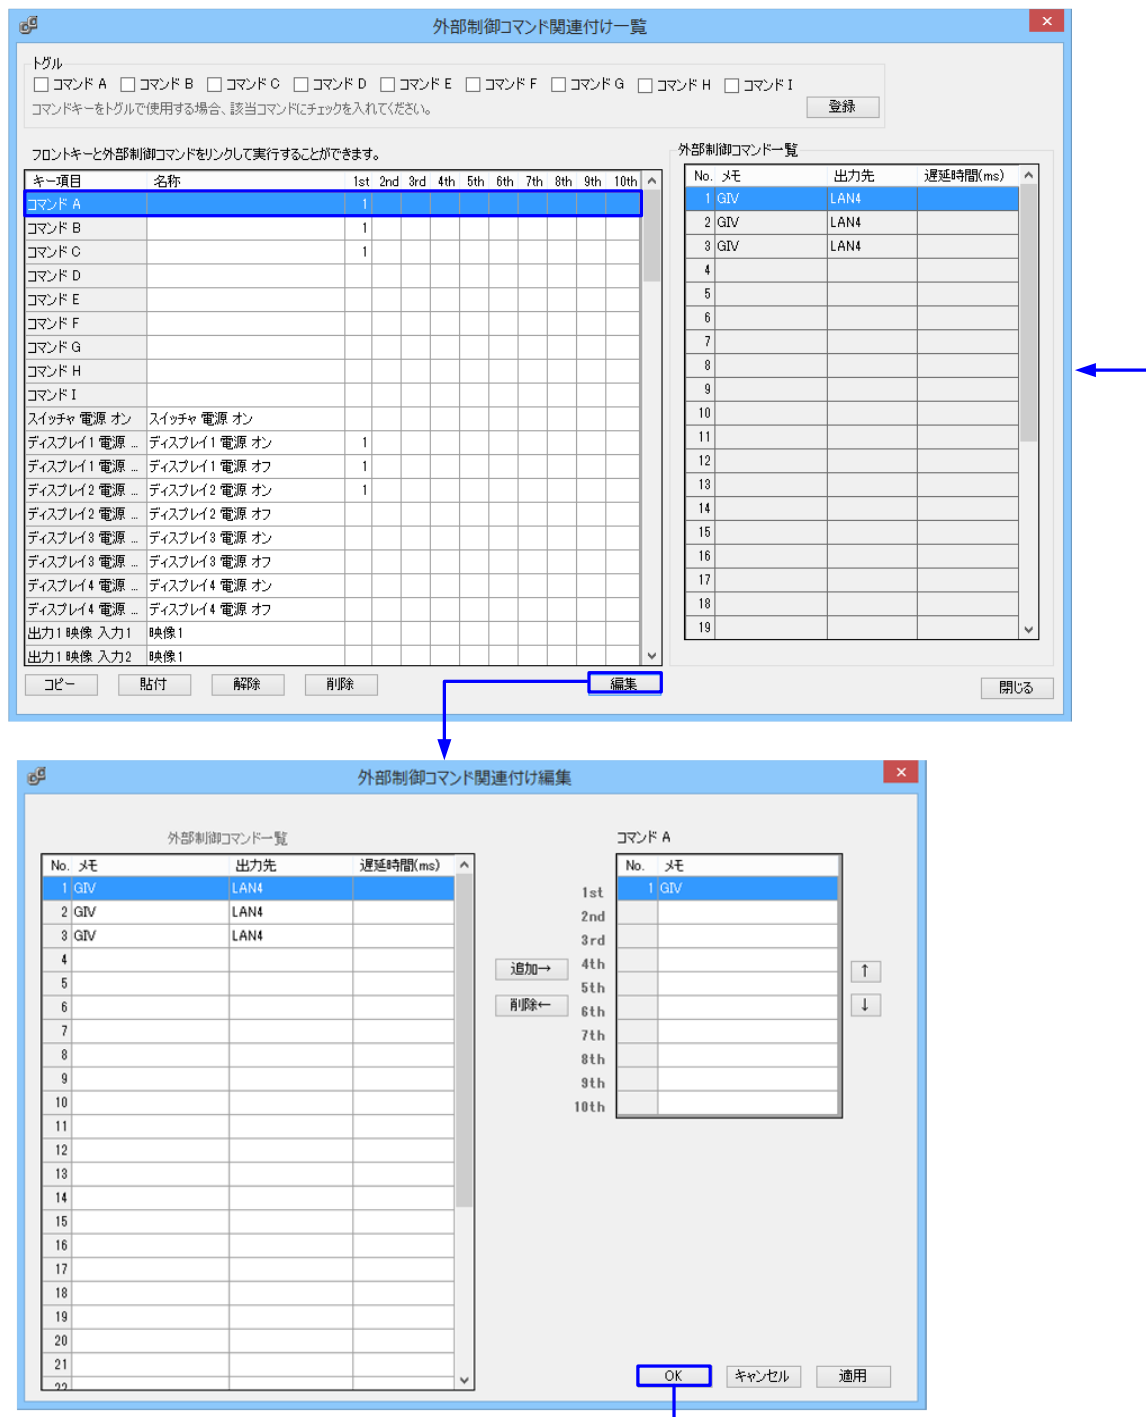 外部制御コマンド関連付け一覧
トグル
コマンド A コマンド B コマンド C コマンド D コマンド E コマンド F コマンド G コマンド H コマンド I
コマンドキーをトグルで使用する場合、該当コマンドにチェックを入れてください。
登録
フロントキーと外部制御コマンドをリンクして実行することができます。
キー項目 名称 1st 2nd 3rd 4th 5th 6th 7th 8th 9th 10th
コマンド A 1
コマンド B 1
コマンド C 1
コマンド D
コマンド E
コマンド F
コマンド G
コマンド H
コマンド I
スイッチャ 電源 オン スイッチャ 電源 オン
ディスプレイ1 電源 ... ディスプレイ1 電源 オン 1
ディスプレイ1 電源 ... ディスプレイ1 電源 オフ 1
ディスプレイ2 電源 ... ディスプレイ2 電源 オン 1
ディスプレイ2 電源 ... ディスプレイ2 電源 オフ
ディスプレイ3 電源 ... ディスプレイ3 電源 オン
ディスプレイ3 電源 ... ディスプレイ3 電源 オフ
ディスプレイ4 電源 ... ディスプレイ4 電源 オン
ディスプレイ4 電源 ... ディスプレイ4 電源 オフ
出力1 映像 入力1 映像1
出力1 映像 入力2 映像1
コピー 貼付 解除 削除 編集
外部制御コマンド一覧
No. メモ 出力先 遅延時間(ms)
1 GIV LAN4
2 GIV LAN4
3 GIV LAN4
4
5
6
7
8
9
10
11
12
13
14
15
16
17
18
19
閉じる
外部制御コマンド関連付け編集
外部制御コマンド一覧
No. メモ 出力先 遅延時間(ms)
1 GIV LAN4
2 GIV LAN4
3 GIV LAN4
4
5
6
7
8
9
10
11
12
13
14
15
16
17
18
19
20
21
22
追加→
削除←
コマンド A
No. メモ
1st 1 GIV
2nd
3rd
4th
5th
6th
7th
8th
9th
10th
↑
↓
OK キャンセル 適用